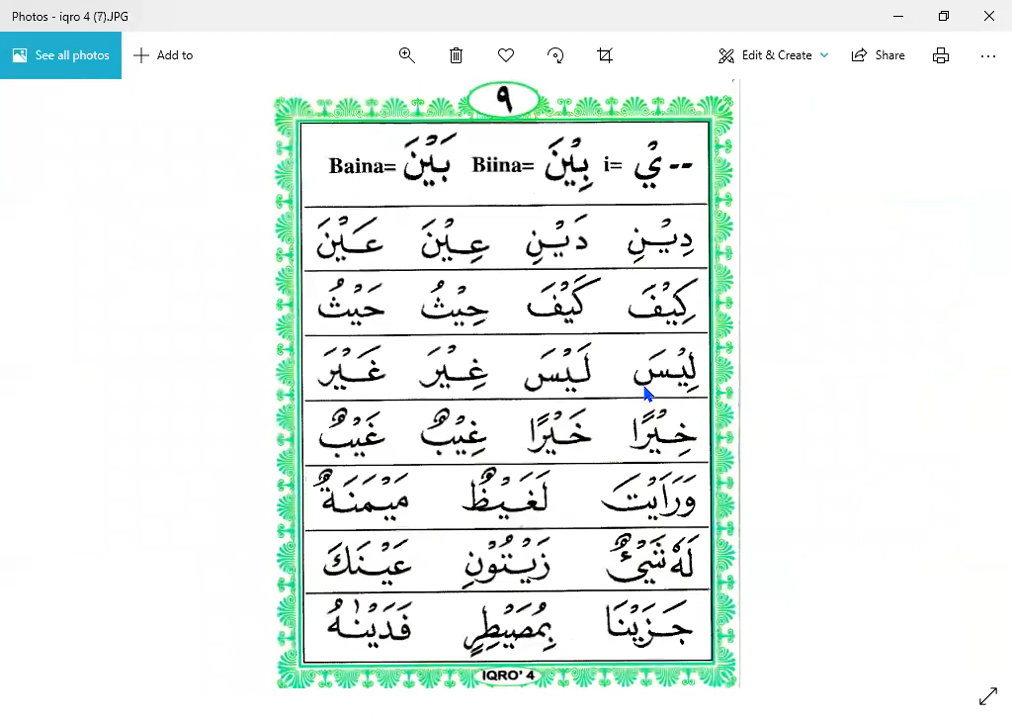 Photos - iqro 4 (7).JPG
See all photos Add to Edit & Create Share
٩
-- يْ =i بِيْنَ =Biina بَيْنَ =Baina
دِيْنِ دَيْنِ عِيْنَ عَيْنَ
كِيْفَ كَيْفَ حِيْثُ حَيْثُ
لِيْسَ لَيْسَ غِيْرَ غَيْرَ
خِيْرًا خَيْرًا غِيْبٌ غَيْبٌ
وَرَاَيْتَ لَغَيْظٌ مَيْمَنَةٌ
لَهٗ شَيْئٌ زَيْتُوْنٍ عَيْنَكَ
جَزَيْنَا بِمُصَيْطِرٍ فَدَيْنٰهُ
IQRO' 4